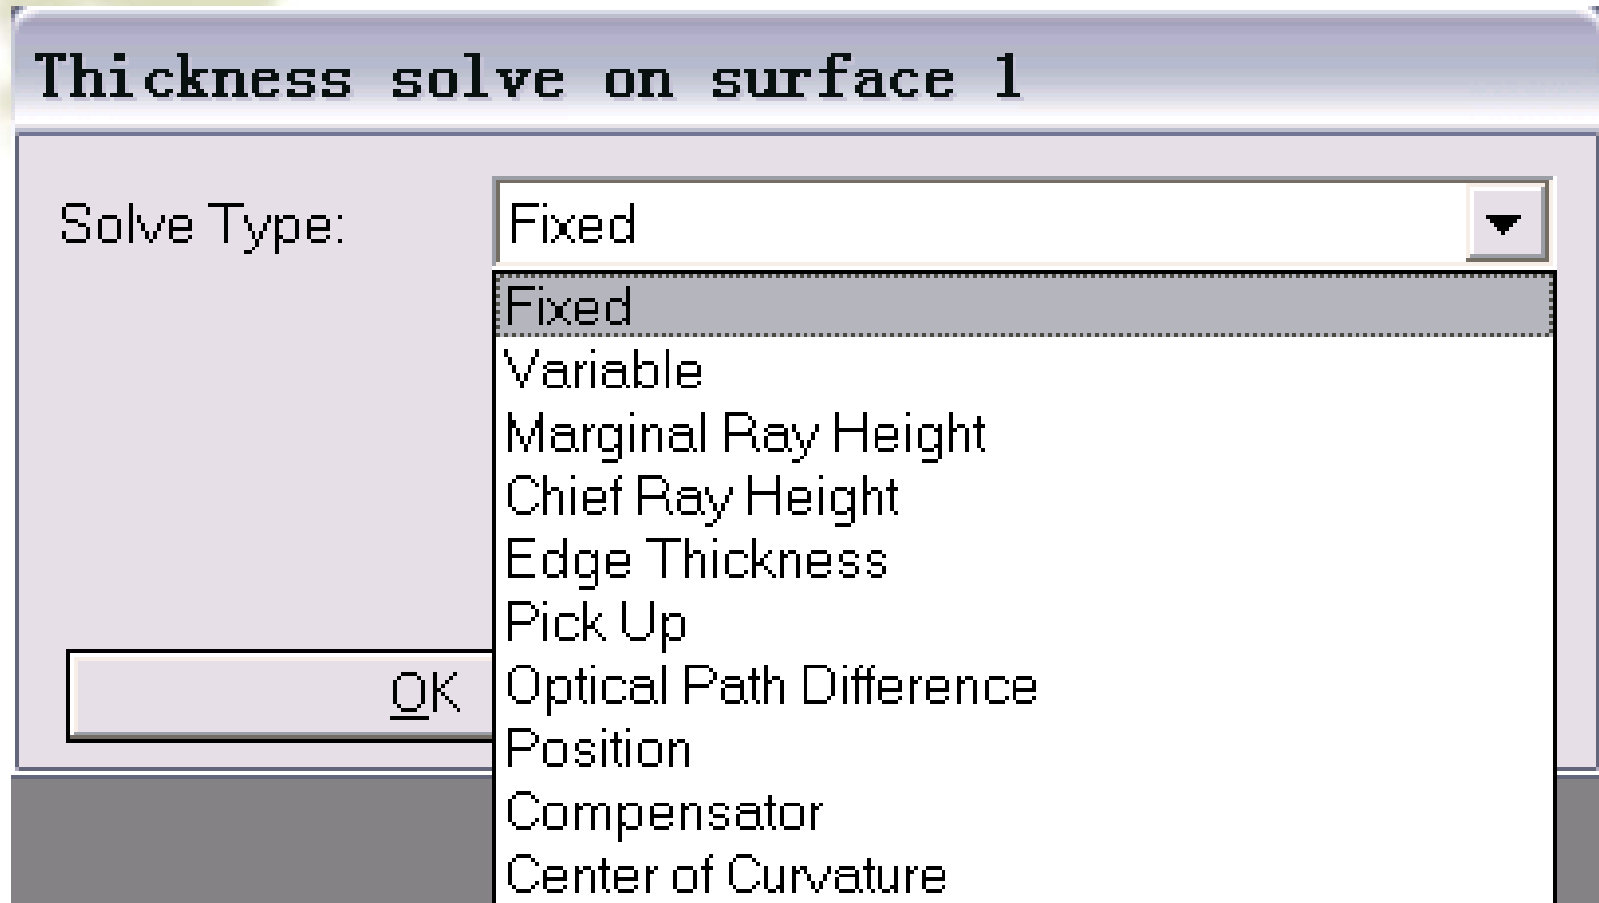 Thickness solve on surface 1
Solve Type:
Fixed
Fixed
Variable
Marginal Ray Height
Chief Ray Height
Edge Thickness
Pick Up
OK
Optical Path Difference
Position
Compensator
Center of Curvature